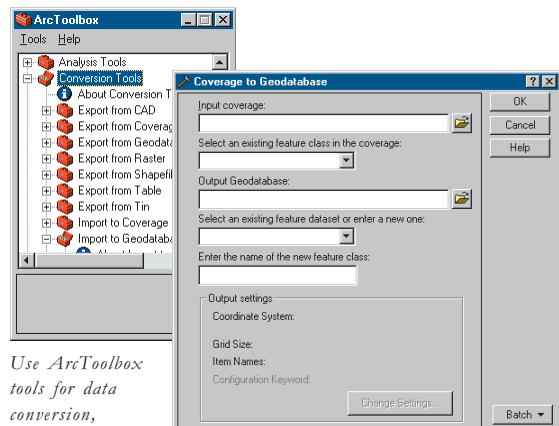 ArcToolbox
Tools Help
Analysis Tools
Conversion Tools
About Conversion T
Export from CAD
Export from Coverag
Export from Geodata
Export from Raster
Export from Shapefil
Export from Table
Export from Tin
Import to Coverage
Import to Geodataba
Coverage to Geodatabase
Input coverage:
Select an existing feature class in the coverage:
Output Geodatabase:
Select an existing feature dataset or enter a new one:
Enter the name of the new feature class:
Output settings
Coordinate System:
Grid Size:
Item Names:
Configuration Keyword:
Change Settings...
OK
Cancel
Help
Batch
Use ArcToolbox
tools for data
conversion,